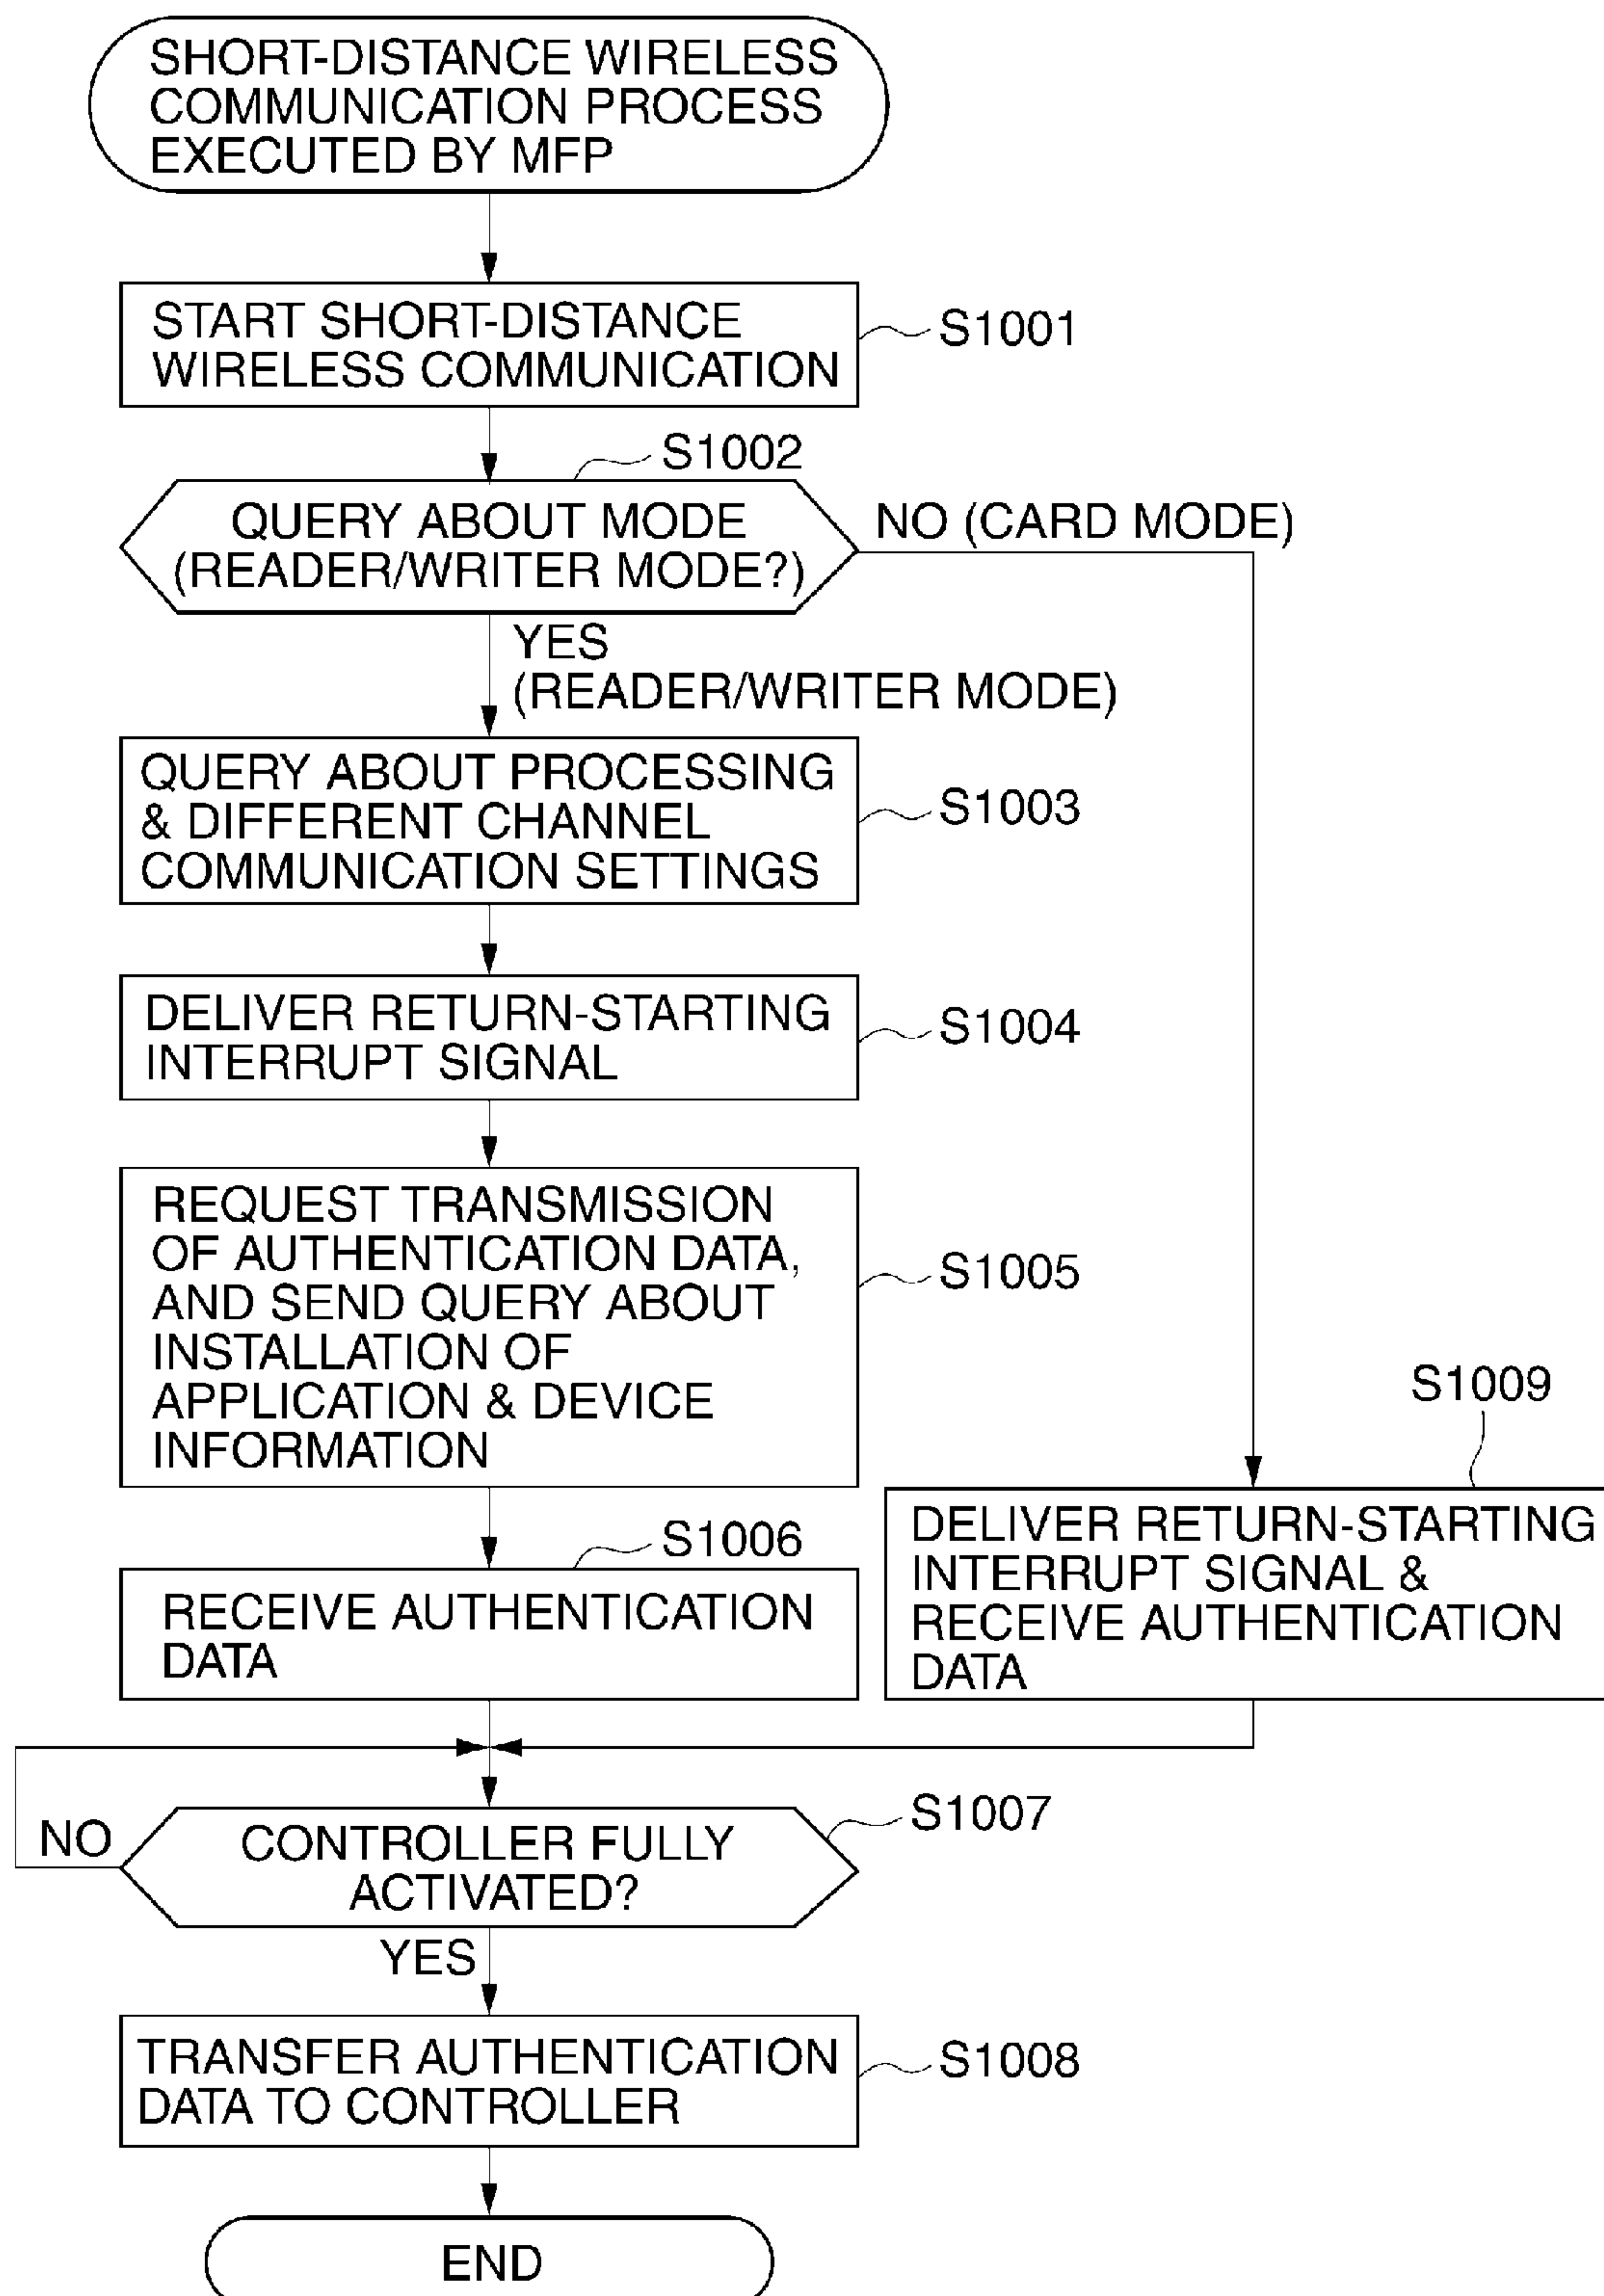 SHORT-DISTANCE WIRELESS
COMMUNICATION PROCESS
EXECUTED BY MFP
START SHORT-DISTANCE
WIRELESS COMMUNICATION
S1001
S1002
QUERY ABOUT MODE
(READER/WRITER MODE?)
NO (CARD MODE)
YES
(READER/WRITER MODE)
QUERY ABOUT PROCESSING
& DIFFERENT CHANNEL
COMMUNICATION SETTINGS
S1003
DELIVER RETURN-STARTING
INTERRUPT SIGNAL
S1004
REQUEST TRANSMISSION
OF AUTHENTICATION DATA,
AND SEND QUERY ABOUT
INSTALLATION OF
APPLICATION & DEVICE
INFORMATION
S1005
S1009
DELIVER RETURN-STARTING
INTERRUPT SIGNAL &
RECEIVE AUTHENTICATION
DATA
S1006
RECEIVE AUTHENTICATION
DATA
S1007
CONTROLLER FULLY
ACTIVATED?
NO
YES
TRANSFER AUTHENTICATION
DATA TO CONTROLLER
S1008
END